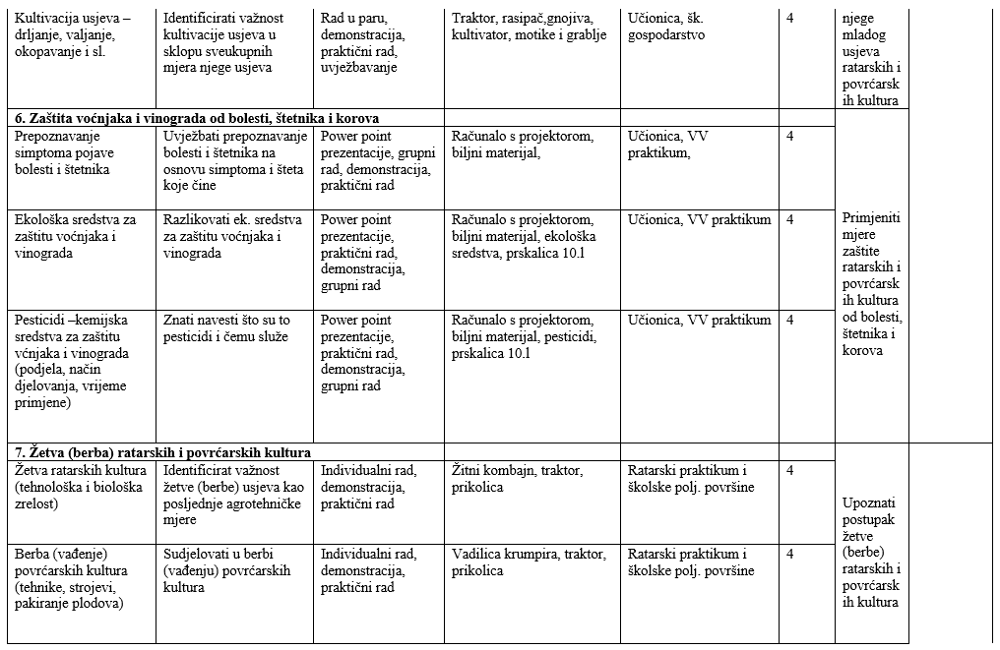 Kultivacija usjeva –
drljanje, valjanje,
okopavanje i sl.
Identificirati važnost
kultivacije usjeva u
sklopu sveukupnih
mjera njege usjeva
Rad u paru,
demonstracija,
praktični rad,
uvježbavanje
Traktor, rasipač,gnojiva,
kultivator, motike i grablje
Učionica, šk.
gospodarstvo
4
njege
mladog
usjeva
ratarskih i
povrćarsk
ih kultura
6. Zaštita voćnjaka i vinograda od bolesti, štetnika i korova
Prepoznavanje
simptoma pojave
bolesti i štetnika
Uvježbati prepoznavanje
bolesti i štetnika na
osnovu simptoma i šteta
koje čine
Power point
prezentacije, grupni
rad, demonstracija,
praktični rad
Računalo s projektorom,
biljni materijal,
Učionica, VV
praktikum,
4
Primjeniti
mjere
zaštite
ratarskih i
povrćarsk
ih kultura
od bolesti,
štetnika i
korova
Ekološka sredstva za
zaštitu voćnjaka i
vinograda
Razlikovati ek. sredstva
za zaštitu voćnjaka i
vinograda
Power point
prezentacije,
praktični rad,
demonstracija,
grupni rad
Računalo s projektorom,
biljni materijal, ekološka
sredstva, prskalica 10.l
Učionica, VV praktikum
4
Pesticidi –kemijska
sredstva za zaštitu
vćnjaka i vinograda
(podjela, način
djelovanja, vrijeme
primjene)
Znati navesti što su to
pesticidi i čemu služe
Power point
prezentacije,
praktični rad,
demonstracija,
grupni rad
Računalo s projektorom,
biljni materijal, pesticidi,
prskalica 10.l
Učionica, VV praktikum
4
7. Žetva (berba) ratarskih i povrćarskih kultura
Žetva ratarskih kultura
(tehnološka i biološka
zrelost)
Identificirat važnost
žetve (berbe) usjeva kao
posljednje agrotehničke
mjere
Individualni rad,
demonstracija,
praktični rad
Žitni kombajn, traktor,
prikolica
Ratarski praktikum i
školske polj. površine
4
Upoznati
postupak
žetve
(berbe)
ratarskih i
povrćarsk
ih kultura
Berba (vađenje)
povrćarskih kultura
(tehnike, strojevi,
pakiranje plodova)
Sudjelovati u berbi
(vađenju) povrćarskih
kultura
Individualni rad,
demonstracija,
praktični rad
Vadilica krumpira, traktor,
prikolica
Ratarski praktikum i
školske polj. površine
4